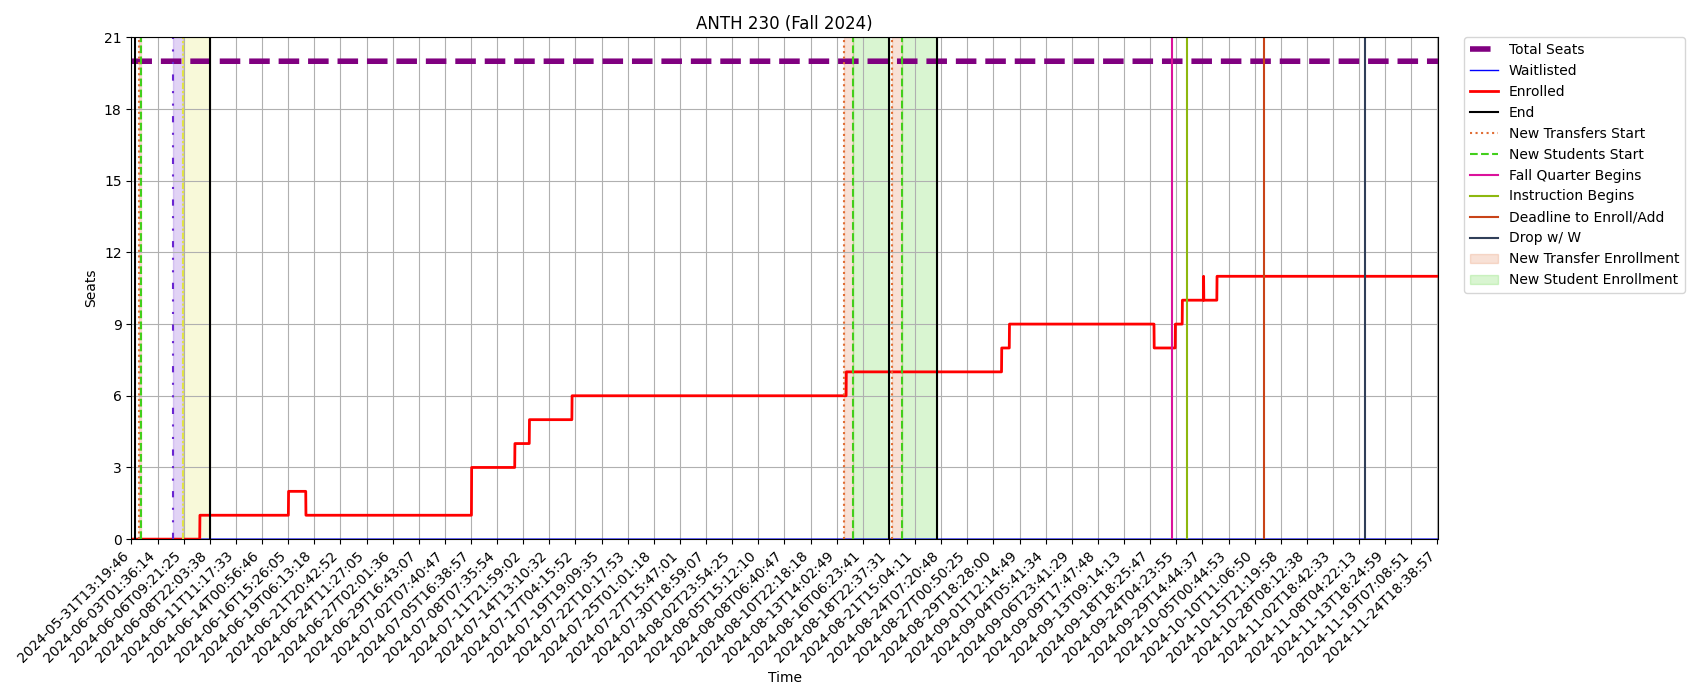 ANTH 230 (Fall 2024)
21
18
15
12
9
6
3
0
Seats
2024-05-31T13:19:46
2024-06-03T01:36:14
2024-06-06T09:21:25
2024-06-08T22:03:38
2024-06-11T11:17:33
2024-06-14T00:56:46
2024-06-16T15:26:05
2024-06-19T06:13:18
2024-06-21T20:42:52
2024-06-24T11:27:05
2024-06-27T02:01:36
2024-06-29T16:43:07
2024-07-02T07:40:47
2024-07-05T16:38:57
2024-07-08T07:35:54
2024-07-11T21:59:02
2024-07-14T13:10:32
2024-07-17T04:15:52
2024-07-19T19:09:35
2024-07-22T10:17:53
2024-07-25T01:01:18
2024-07-27T15:47:01
2024-07-30T18:59:07
2024-08-02T23:54:25
2024-08-05T15:12:10
2024-08-08T06:40:47
2024-08-10T22:18:18
2024-08-13T14:02:49
2024-08-16T06:23:41
2024-08-18T22:37:31
2024-08-21T15:04:11
2024-08-24T07:20:48
2024-08-27T00:50:25
2024-08-29T18:28:00
2024-09-01T12:14:49
2024-09-04T05:41:34
2024-09-06T23:41:29
2024-09-09T17:47:48
2024-09-13T09:14:13
2024-09-18T18:25:47
2024-09-24T04:23:55
2024-09-29T14:44:37
2024-10-05T00:44:53
2024-10-10T11:06:50
2024-10-15T21:19:58
2024-10-28T08:12:38
2024-11-02T18:42:33
2024-11-08T04:22:13
2024-11-13T18:24:59
2024-11-19T07:08:51
2024-11-24T18:38:57
Time
Total Seats
Waitlisted
Enrolled
End
New Transfers Start
New Students Start
Fall Quarter Begins
Instruction Begins
Deadline to Enroll/Add
Drop w/ W
New Transfer Enrollment
New Student Enrollment